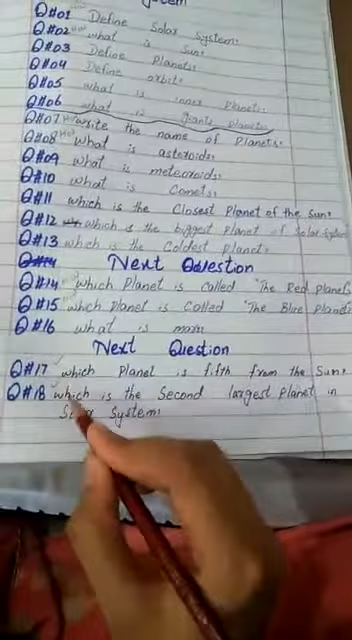 Q#01 Define Solar System:
Q#02 what is Sun:
Q#03 Define Planets:
Q#04 Define orbit:
Q#05 what is inner Planet:
Q#06 what is giants Planets:
Q#07 write the name of Planets:
Q#08 What is asteroids:
Q#09 what is meteoroids:
Q#10 What is Comets:
Q#11 which is the Closest Planet of the Sun:
Q#12 which is the biggest Planet of Solar System
Q#13 which is the Coldest Planet:
Q#14 Next Question
Q#14 which Planet is called "The Red Planet
Q#15 which Planet is Called "The Blue Planet
Q#16 what is
Next Question
Q#17 which Planet is fifth from the Sun:
Q#18 which is the Second largest Planet in
Solar System: